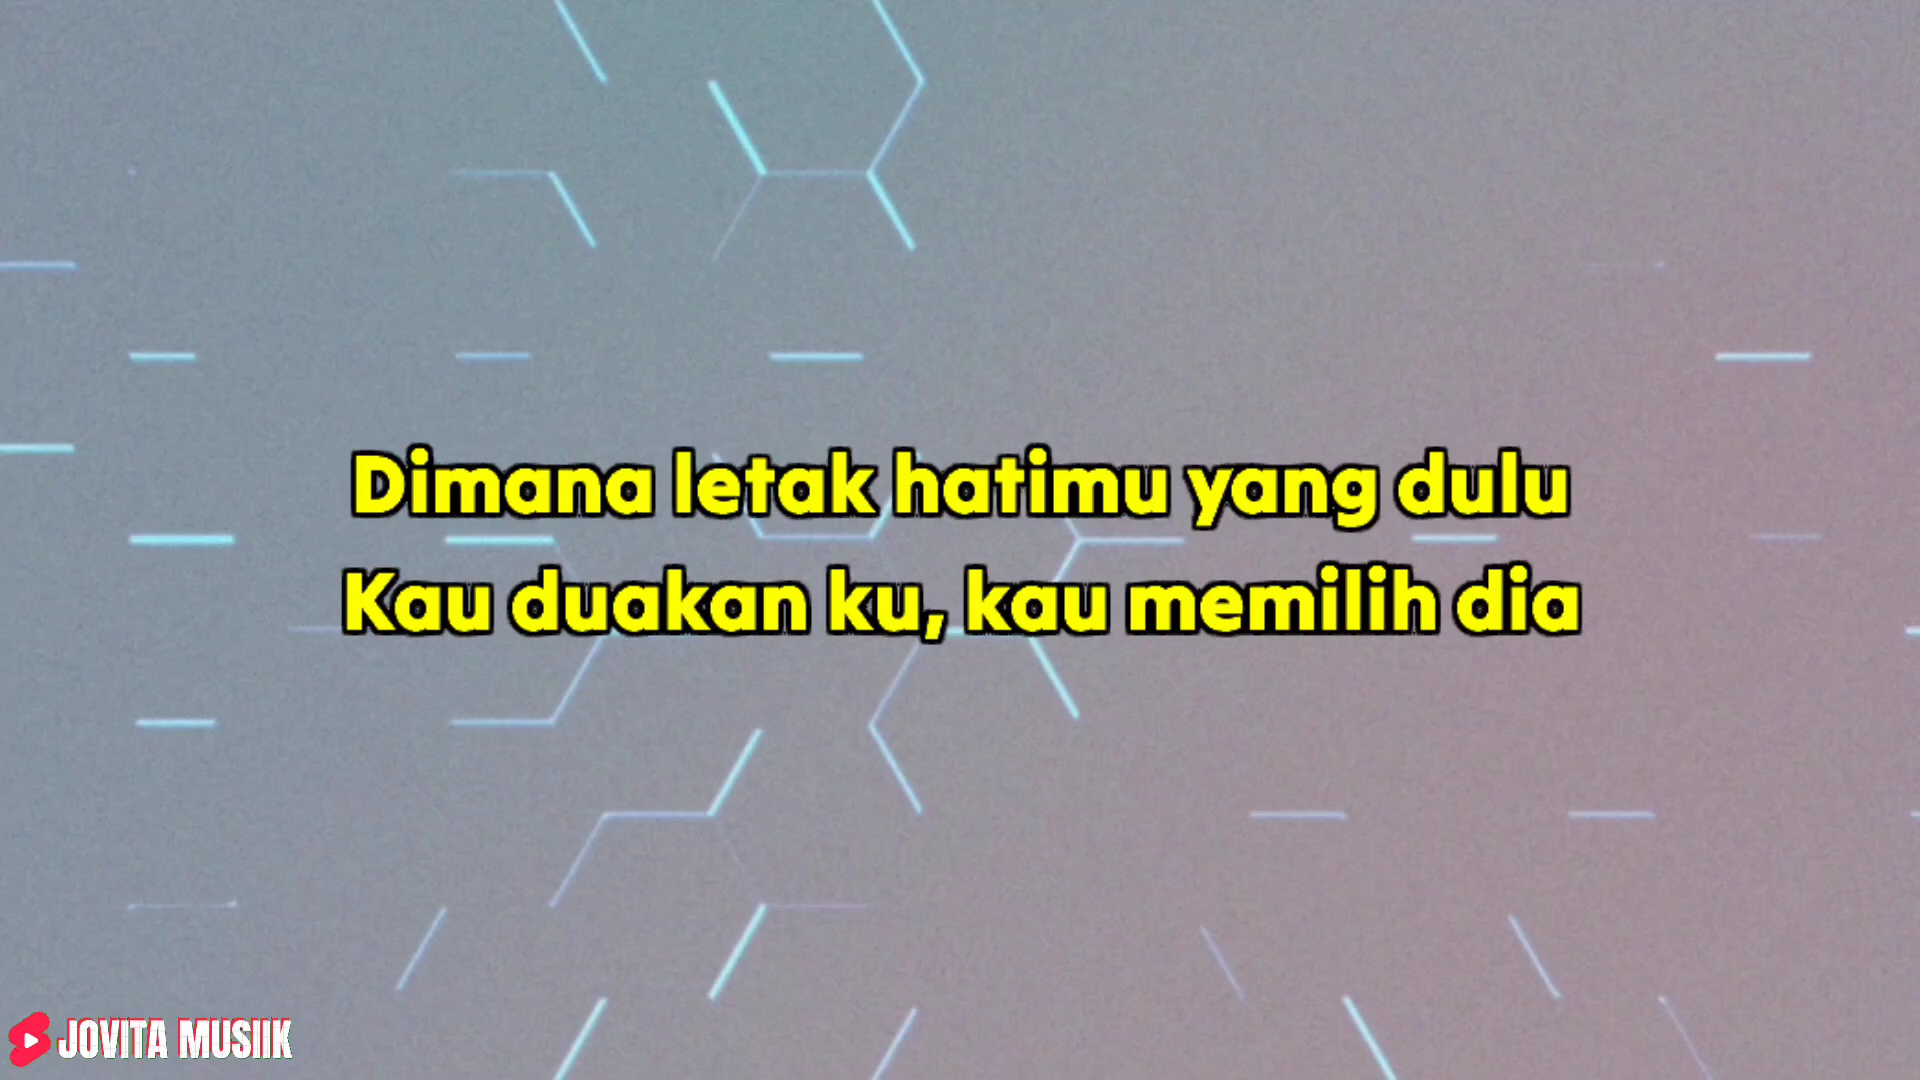 Dimana letak hatimu yang dulu
Kau duakan ku, kau memilih dia
JOVITA MUSIIK